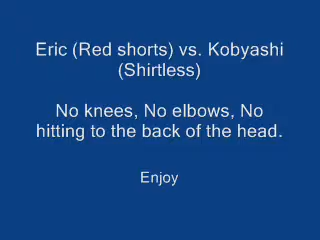 Eric (Red shorts) vs. Kobyashi
(Shirtless)
No knees, No elbows, No
hitting to the back of the head.
Enjoy